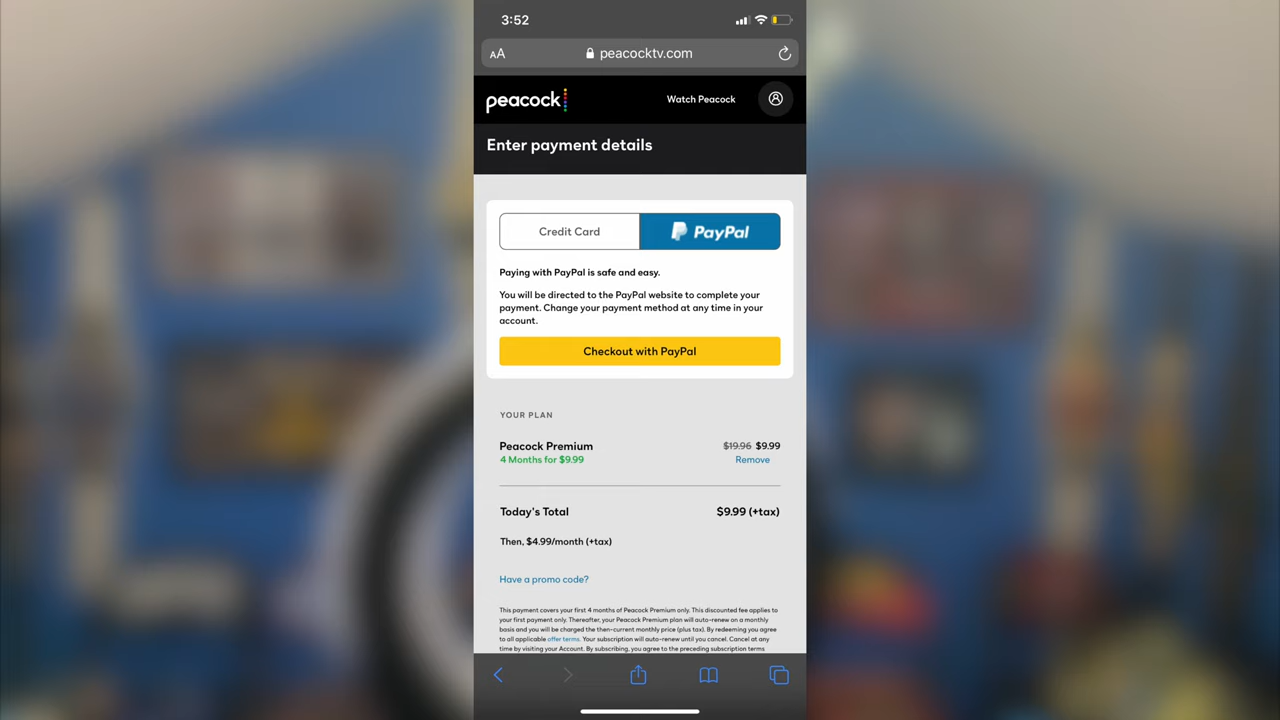 3:52
AA peacocktv.com
peacock
Watch Peacock
Enter payment details
Credit Card
PayPal
Paying with PayPal is safe and easy.
You will be directed to the PayPal website to complete your
payment. Change your payment method at any time in your
account.
Checkout with PayPal
YOUR PLAN
Peacock Premium $19.96 $9.99
4 Months for $9.99 Remove
Today's Total $9.99 (+tax)
Then, $4.99/month (+tax)
Have a promo code?
This payment covers your first 4 months of Peacock Premium only. This discounted fee applies to
your first payment only. Thereafter, your Peacock Premium plan will auto-renew on a monthly
basis and you will be charged the then-current monthly price (plus tax). By redeeming you agree
to all applicable offer terms. Your subscription will auto-renew until you cancel. Cancel at any
time by visiting your Account. By subscribing, you agree to the preceding subscription terms